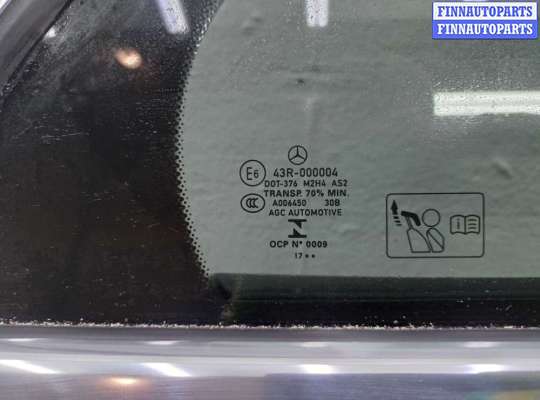 FINNAUTOPARTS
FINNAUTOPARTS
E6 43R-000004
DOT-376 M2H4 AS2
TRANSP. 70% MIN.
CCC A006450 30B
AGC AUTOMOTIVE
OCP N° 0009
17 • •